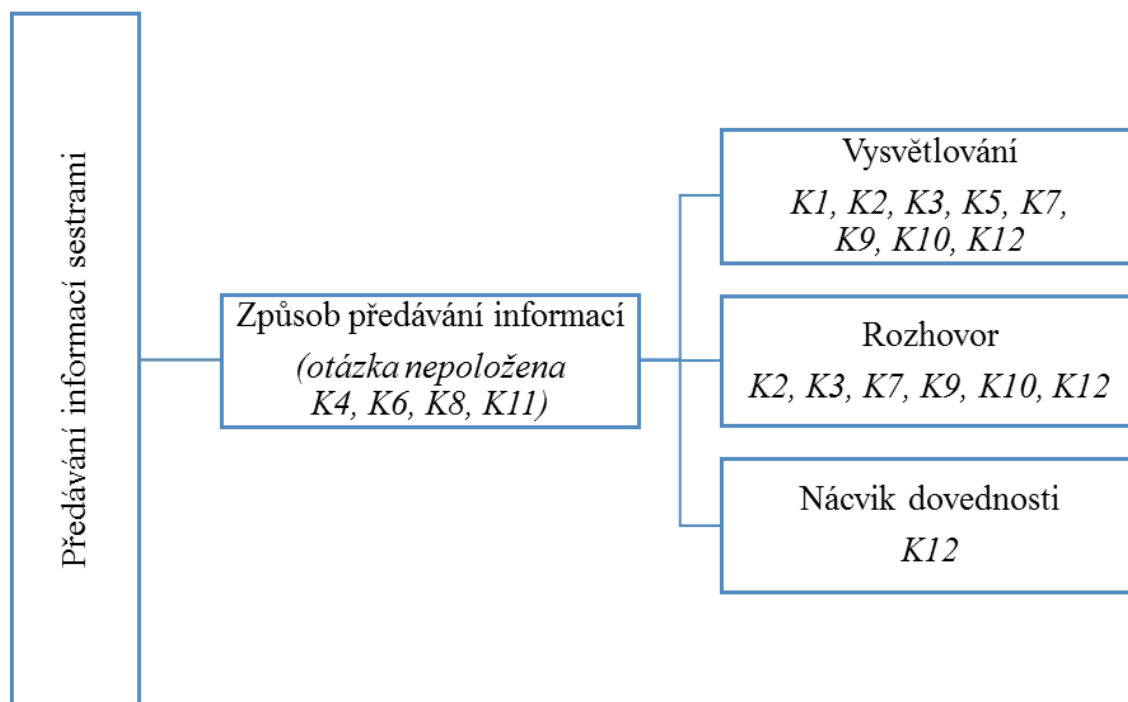 Předávání informací sestrami
Způsob předávání informací
(otázka nepoložena
K4, K6, K8, K11)
Vysvětlování
K1, K2, K3, K5, K7,
K9, K10, K12
Rozhovor
K2, K3, K7, K9, K10, K12
Nácvik dovednosti
K12